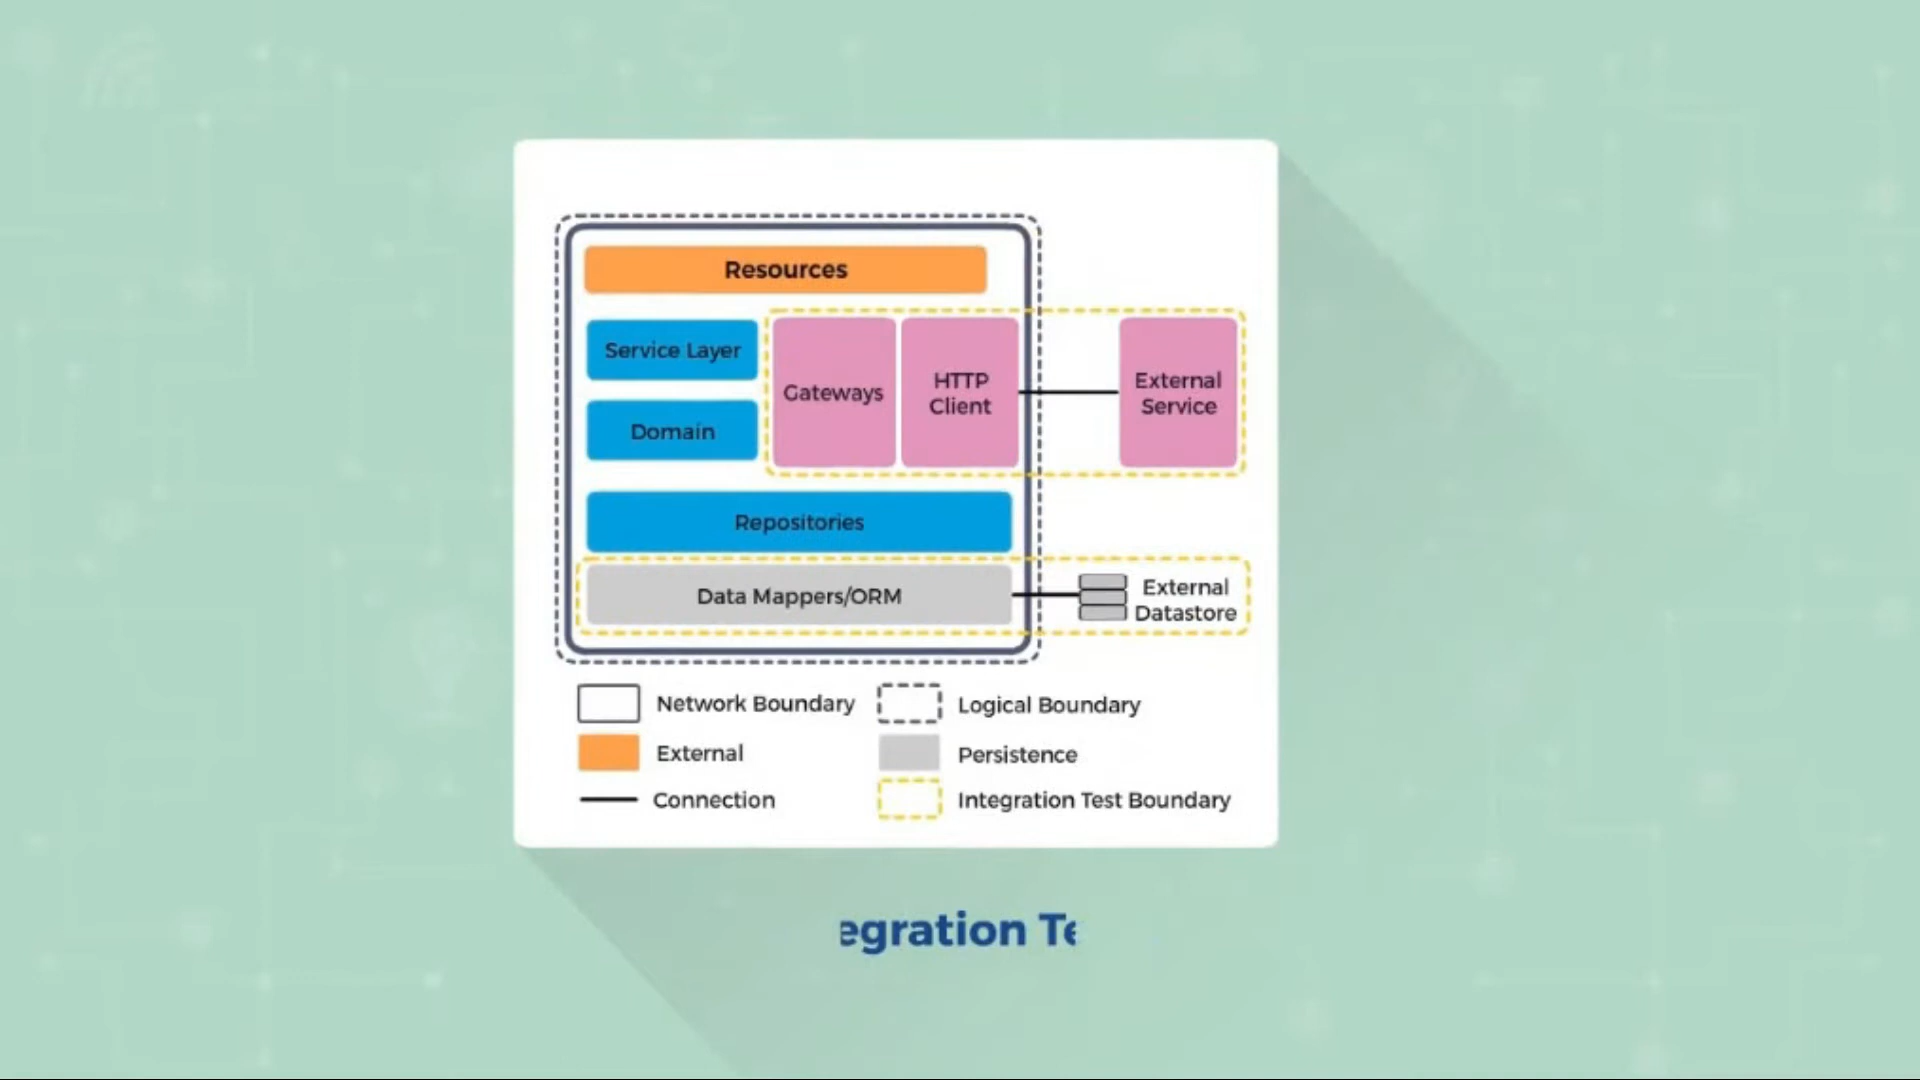 Resources
Service Layer
Gateways
HTTP
Client
External
Service
Domain
Repositories
Data Mappers/ORM
External
Datastore
Network Boundary
Logical Boundary
External
Persistence
Connection
Integration Test Boundary
egration Te